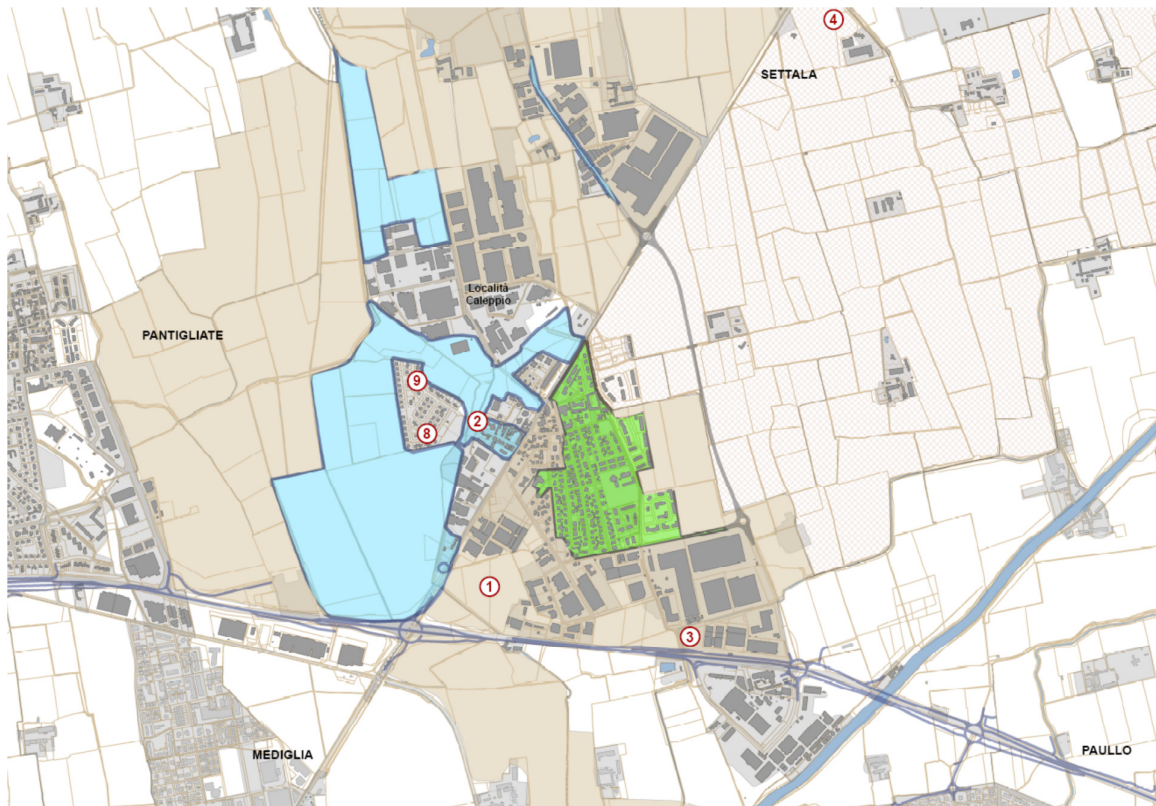 4
SETTALA
Località
Caleppio
PANTIGLIATE
9
2
8
1
3
MEDIGLIA
PAULLO